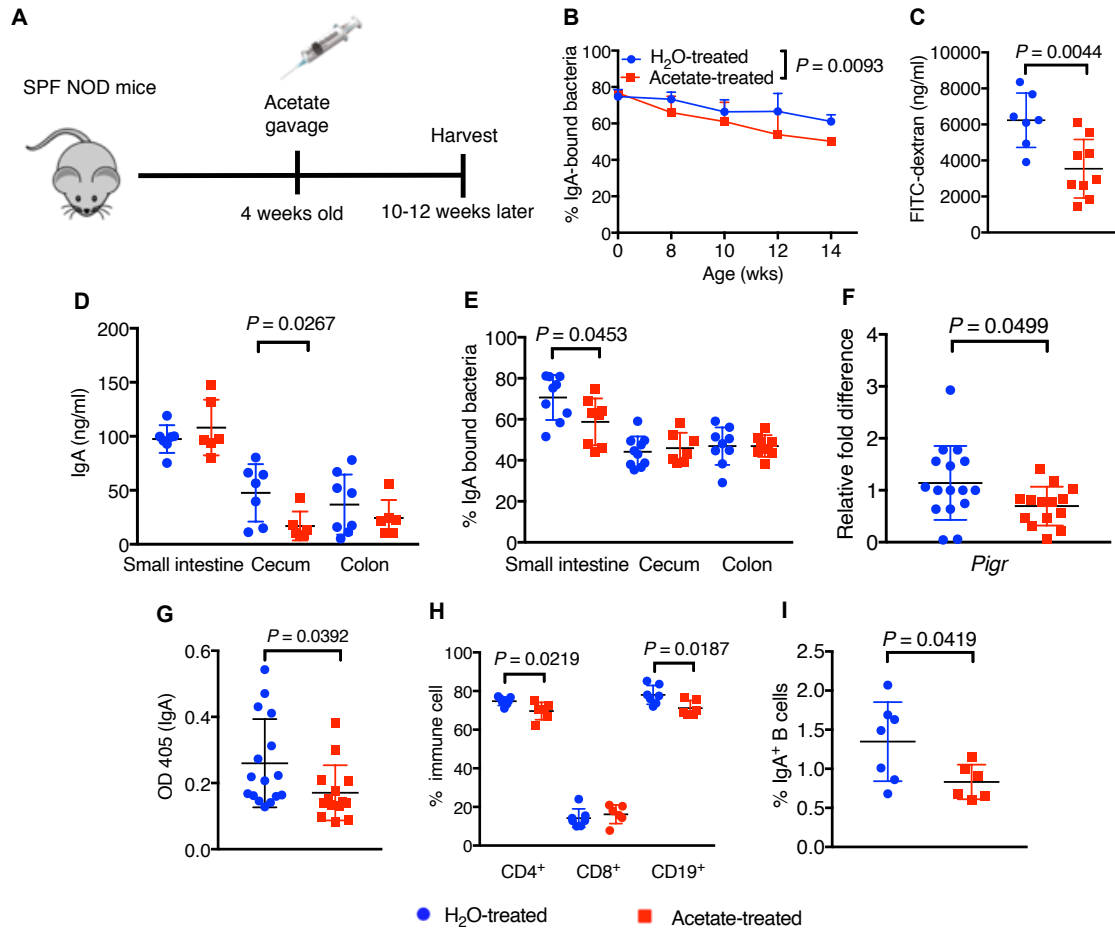 A
SPF NOD mice
Acetate
gavage
Harvest
4 weeks old
10-12 weeks later
B
% IgA-bound bacteria
100
80
60
40
20
0
H₂O-treated
Acetate-treated
P = 0.0093
0 8 10 12 14
Age (wks)
C
FITC-dextran (ng/ml)
P = 0.0044
10000
8000
6000
4000
2000
0
D
IgA (ng/ml)
200
150
100
50
0
P = 0.0267
Small intestine Cecum Colon
E
% IgA bound bacteria
100
80
60
40
20
0
P = 0.0453
Small intestine Cecum Colon
F
Relative fold difference
4
3
2
1
0
P = 0.0499
Pigr
G
OD 405 (IgA)
0.6
0.4
0.2
0.0
P = 0.0392
H
% immune cell
100
80
60
40
20
0
P = 0.0219
P = 0.0187
CD4⁺ CD8⁺ CD19⁺
I
% IgA⁺ B cells
2.5
2.0
1.5
1.0
0.5
0.0
P = 0.0419
H₂O-treated
Acetate-treated